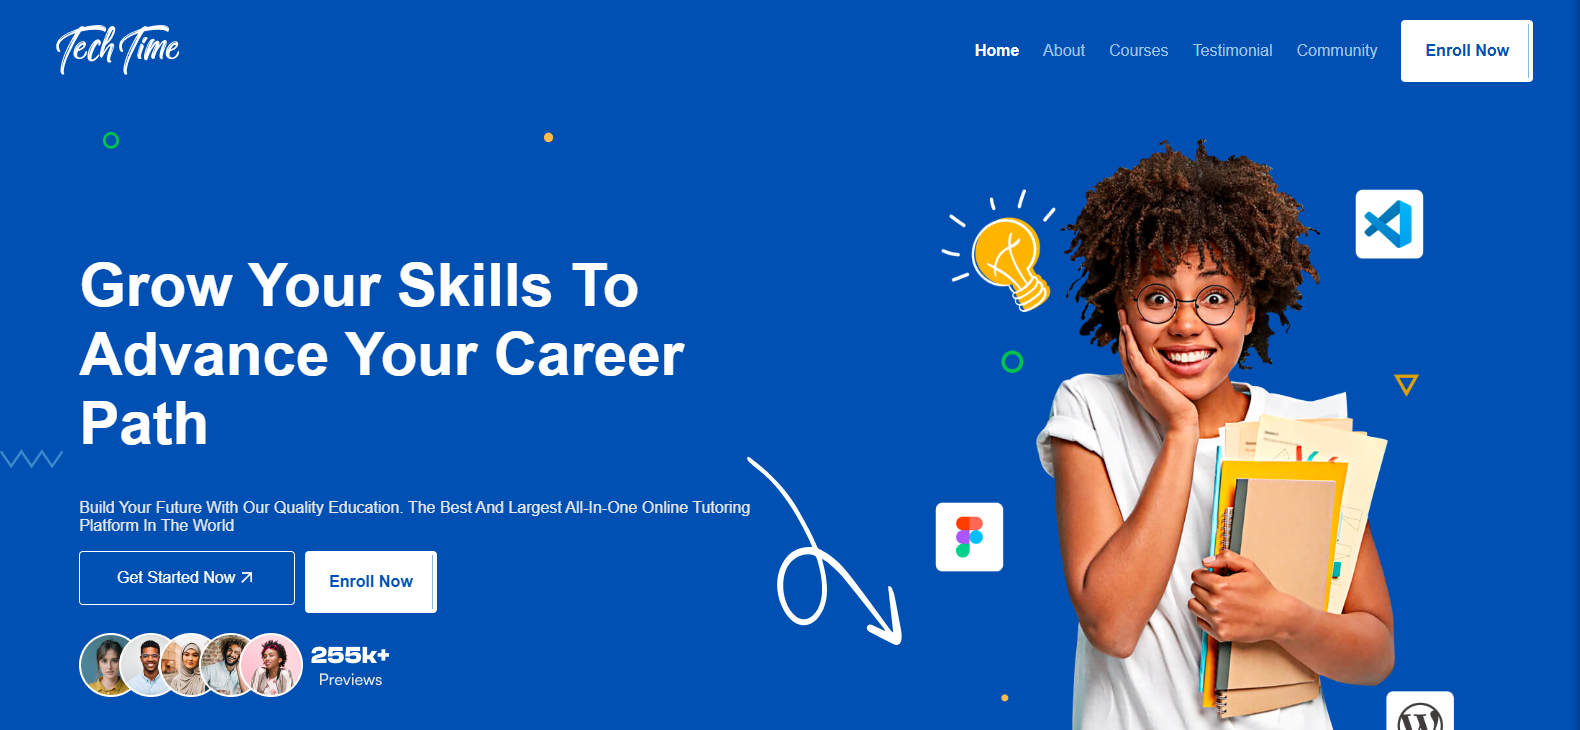 Tech Time
Home
About
Courses
Testimonial
Community
Enroll Now
Grow Your Skills To
Advance Your Career
Path
Build Your Future With Our Quality Education. The Best And Largest All-In-One Online Tutoring
Platform In The World
Get Started Now
Enroll Now
255k+
Previews